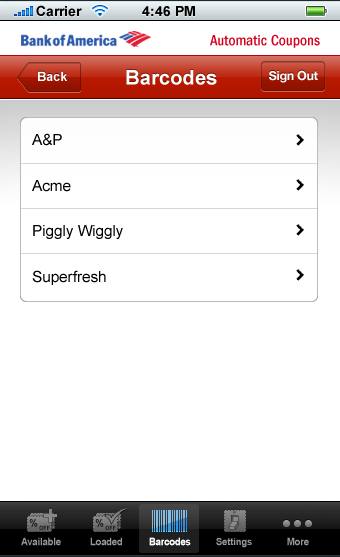 Carrier 4:46 PM
Bank of America Automatic Coupons
Back Barcodes Sign Out
A&P
Acme
Piggly Wiggly
Superfresh
% OFF % OFF
Available Loaded Barcodes Settings More